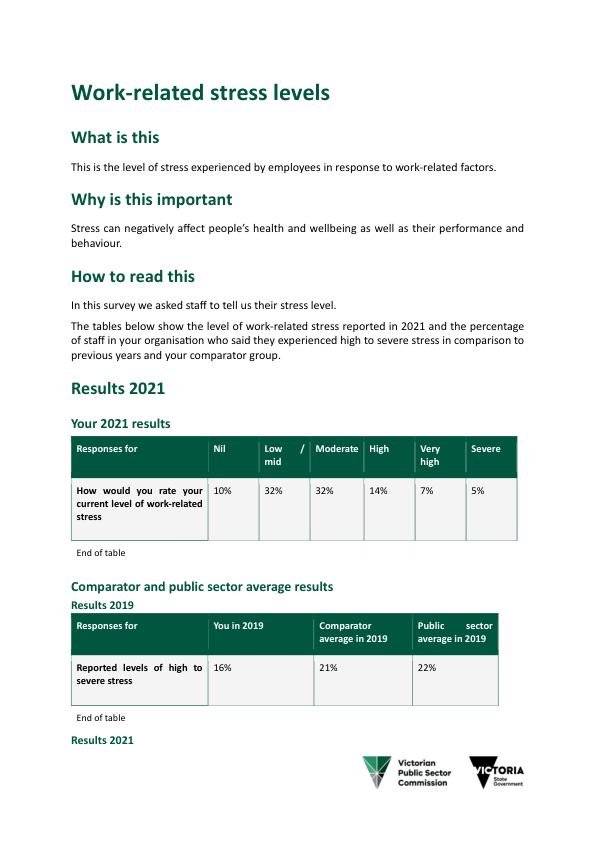 Work-related stress levels
What is this
This is the level of stress experienced by employees in response to work-related factors.
Why is this important
Stress can negatively affect people's health and wellbeing as well as their performance and
behaviour.
How to read this
In this survey we asked staff to tell us their stress level.
The tables below show the level of work-related stress reported in 2021 and the percentage
of staff in your organisation who said they experienced high to severe stress in comparison to
previous years and your comparator group.
Results 2021
Your 2021 results
Responses for Nil Low / Moderate High Very Severe
mid high
How would you rate your 10% 32% 32% 14% 7% 5%
current level of work-related
stress
End of table
Comparator and public sector average results
Results 2019
Responses for You in 2019 Comparator Public sector
average in 2019 average in 2019
Reported levels of high to 16% 21% 22%
severe stress
End of table
Results 2021
Victorian
Public Sector
Commission
VICTORIA
State
Government